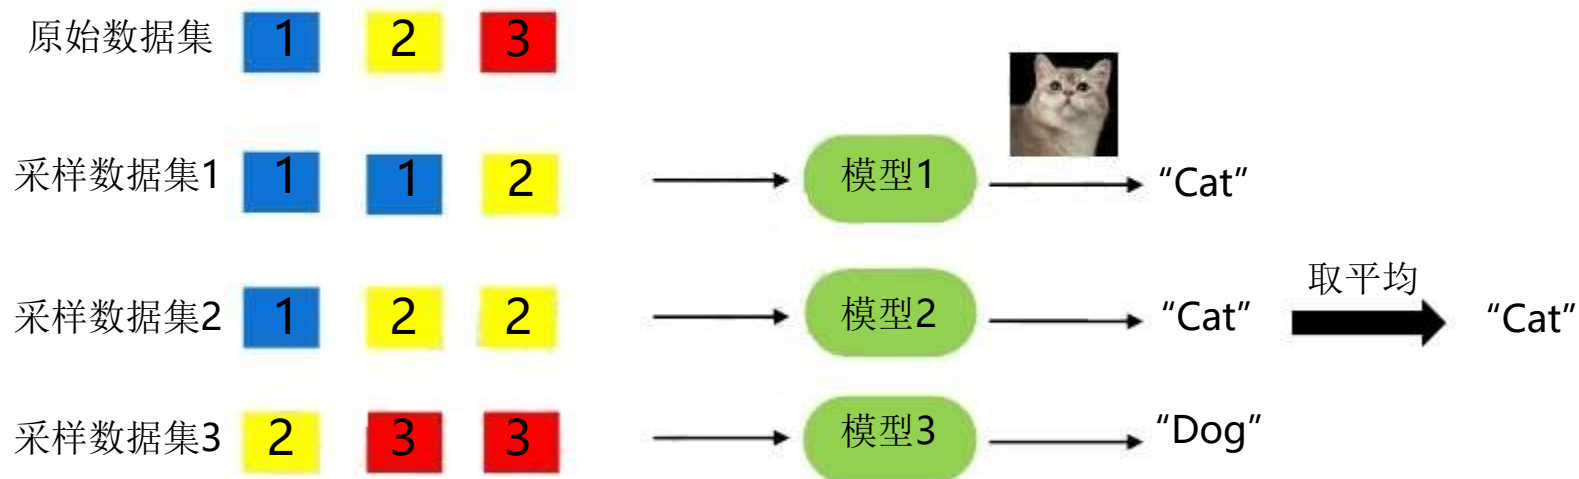 原始数据集 1 2 3
采样数据集1 1 1 2 模型1 “Cat”
采样数据集2 1 2 2 模型2 “Cat” 取平均 “Cat”
采样数据集3 2 3 3 模型3 “Dog”